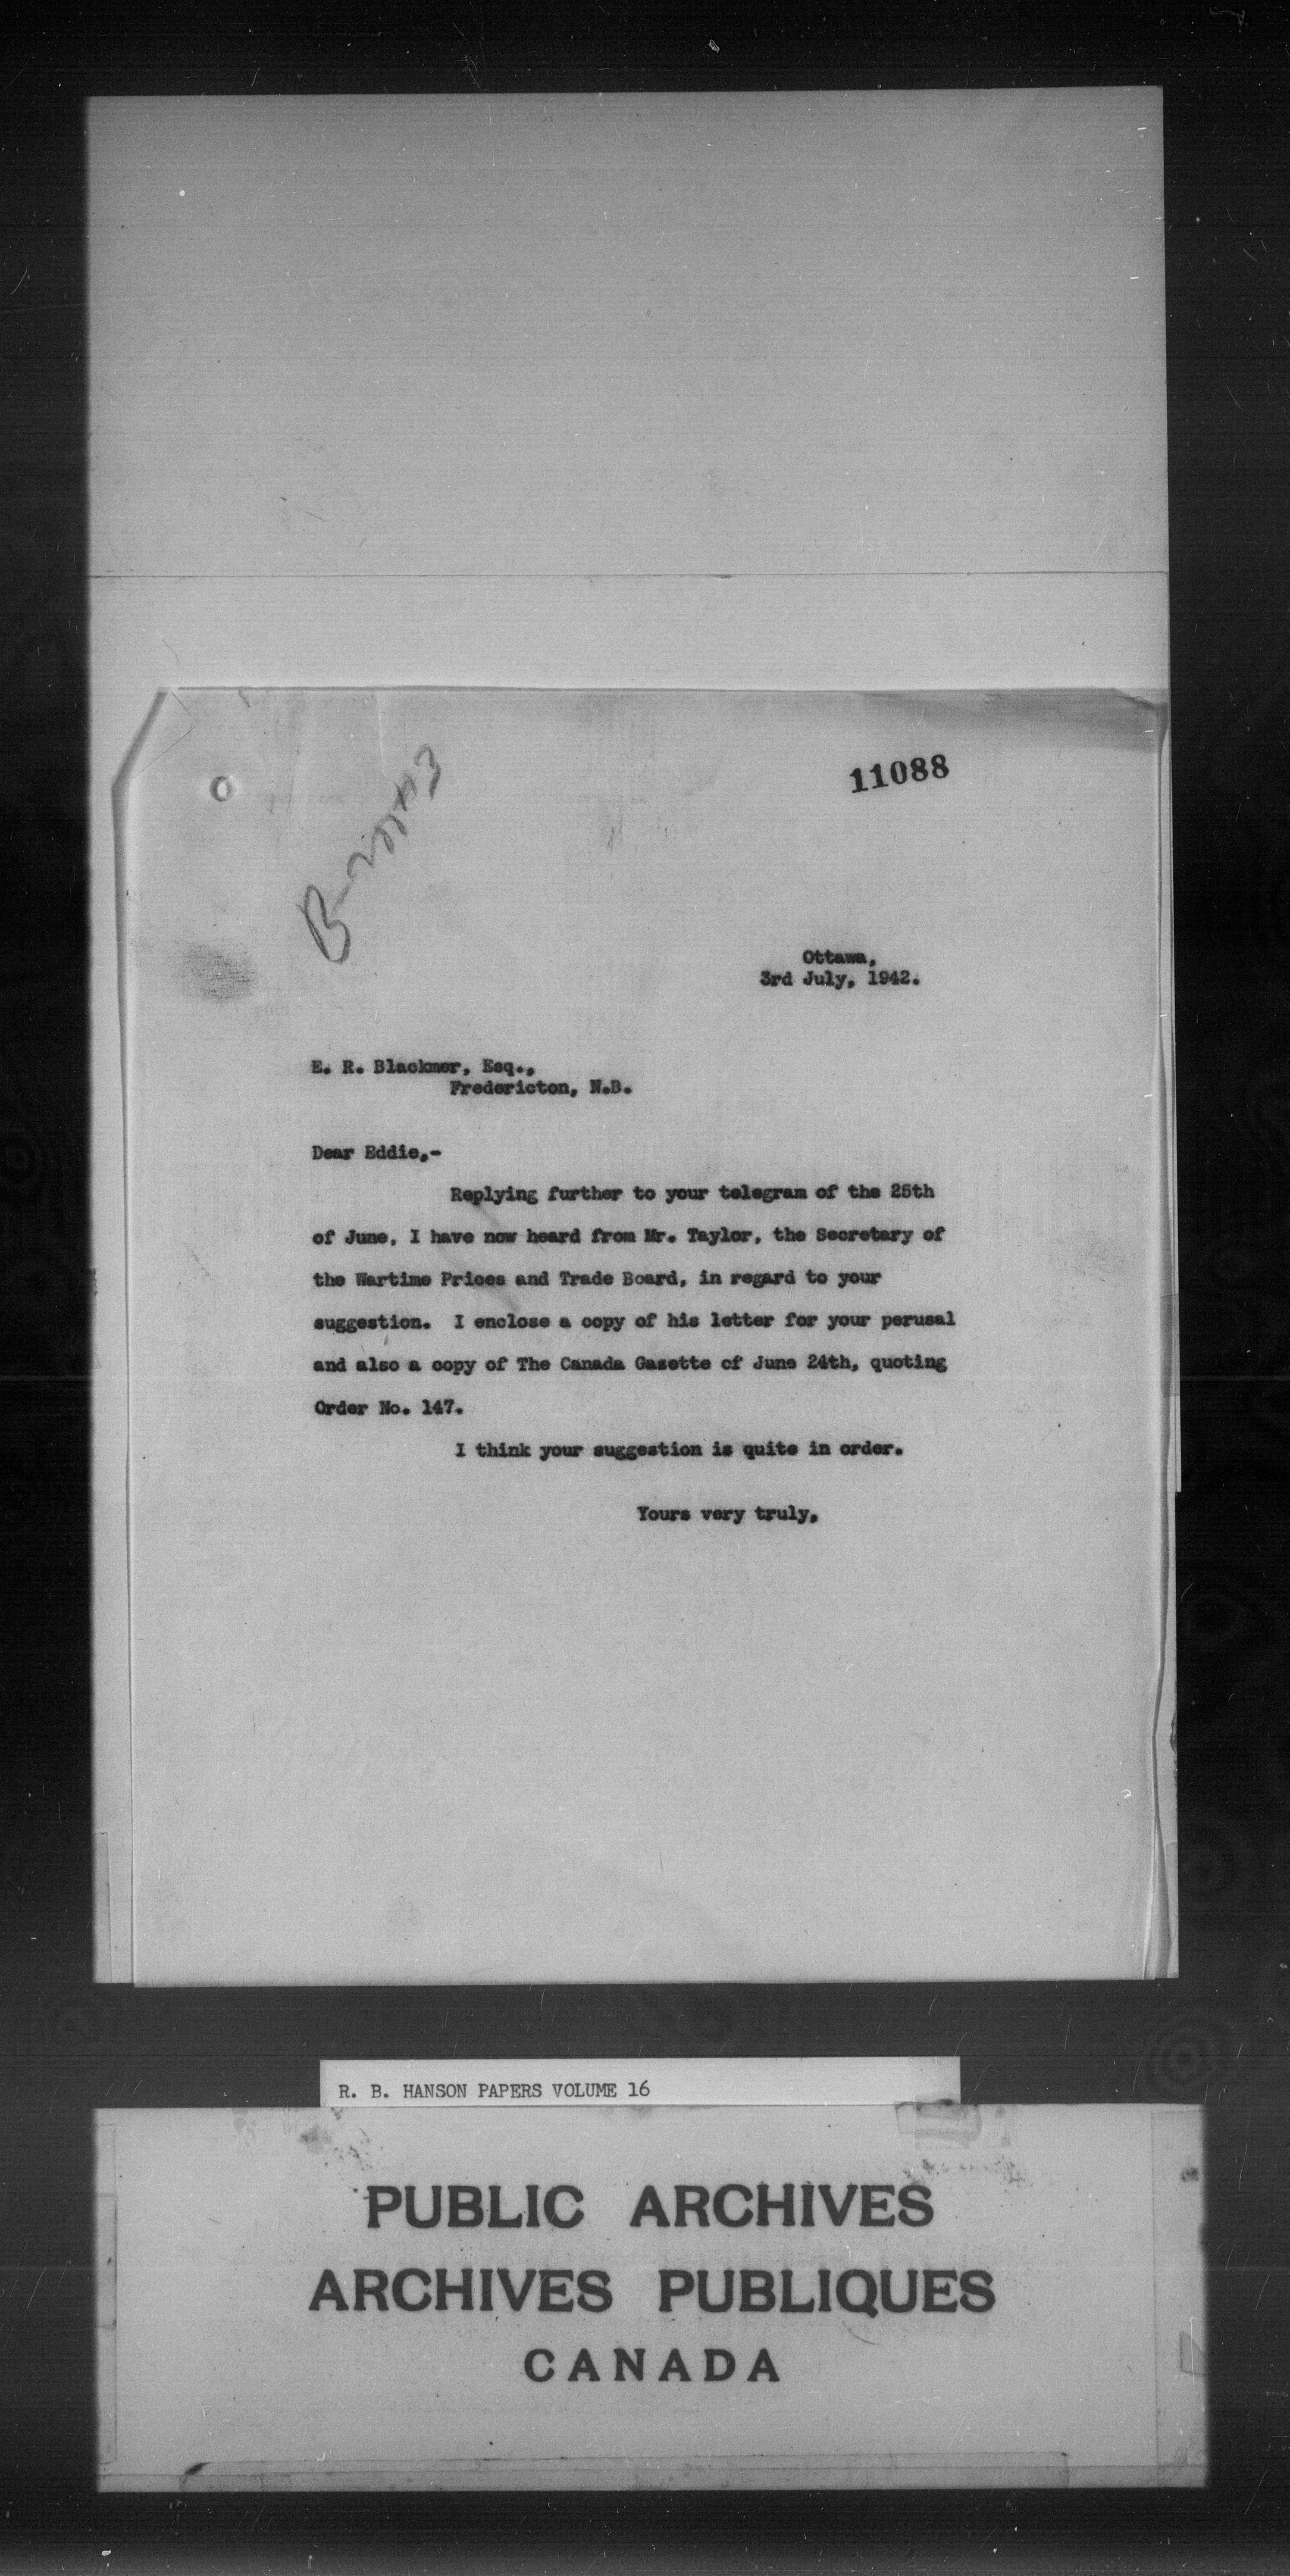 11088
Ottawa,
3rd July, 1942.
E. R. Blackmer, Esq.,
Fredericton, N.B.
Dear Eddie,-
Replying further to your telegram of the 25th
of June, I have now heard from Mr. Taylor, the Secretary of
the Wartime Prices and Trade Board, in regard to your
suggestion. I enclose a copy of his letter for your perusal
and also a copy of The Canada Gazette of June 24th, quoting
Order No. 147.
I think your suggestion is quite in order.
Yours very truly,
R. B. HANSON PAPERS VOLUME 16
PUBLIC ARCHIVES
ARCHIVES PUBLIQUES
CANADA